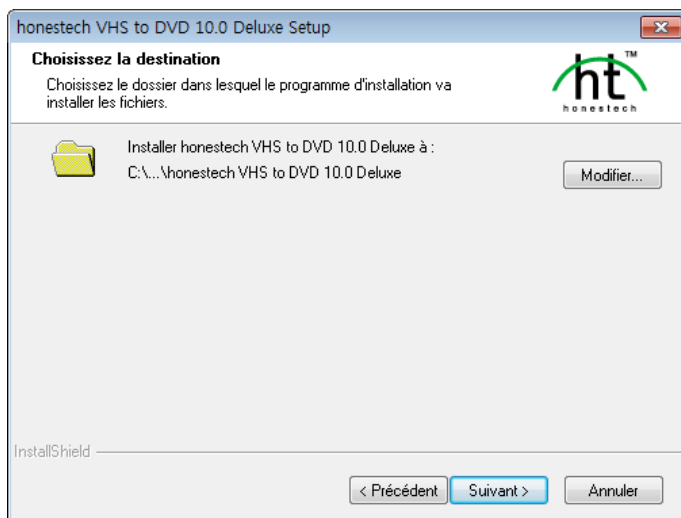 honestech VHS to DVD 10.0 Deluxe Setup
Choisissez la destination
Choisissez le dossier dans lesquel le programme d'installation va
installer les fichiers.
ht™
honestech
Installer honestech VHS to DVD 10.0 Deluxe à :
C:\...\honestech VHS to DVD 10.0 Deluxe
Modifier...
InstallShield
< Précédent
Suivant >
Annuler